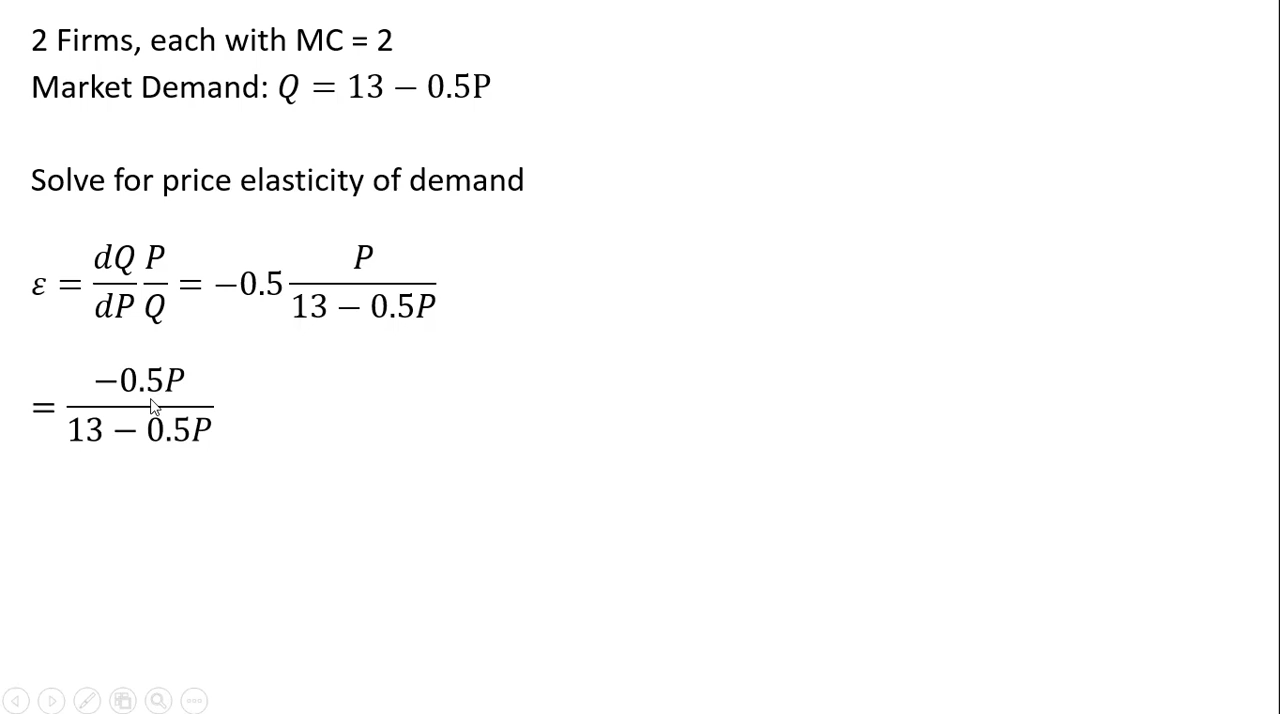 2 Firms, each with MC = 2
Market Demand: Q = 13 − 0.5P
Solve for price elasticity of demand
ε = dQ/dP P/Q = −0.5 P/(13 − 0.5P)
= −0.5P/(13 − 0.5P)